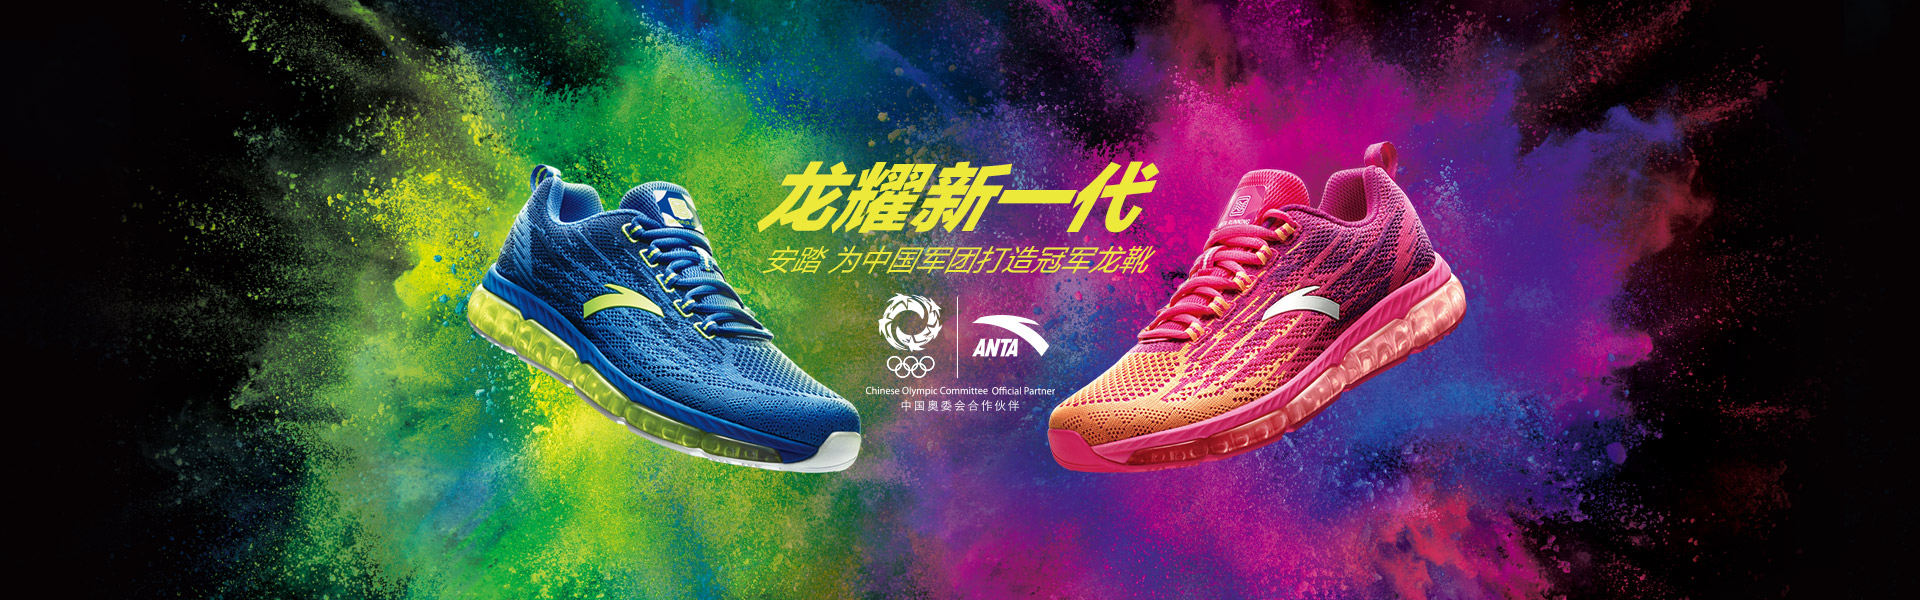 龙耀新一代
安踏 为中国军团打造冠军龙靴
ANTA
Chinese Olympic Committee Official Partner
中国奥委会合作伙伴